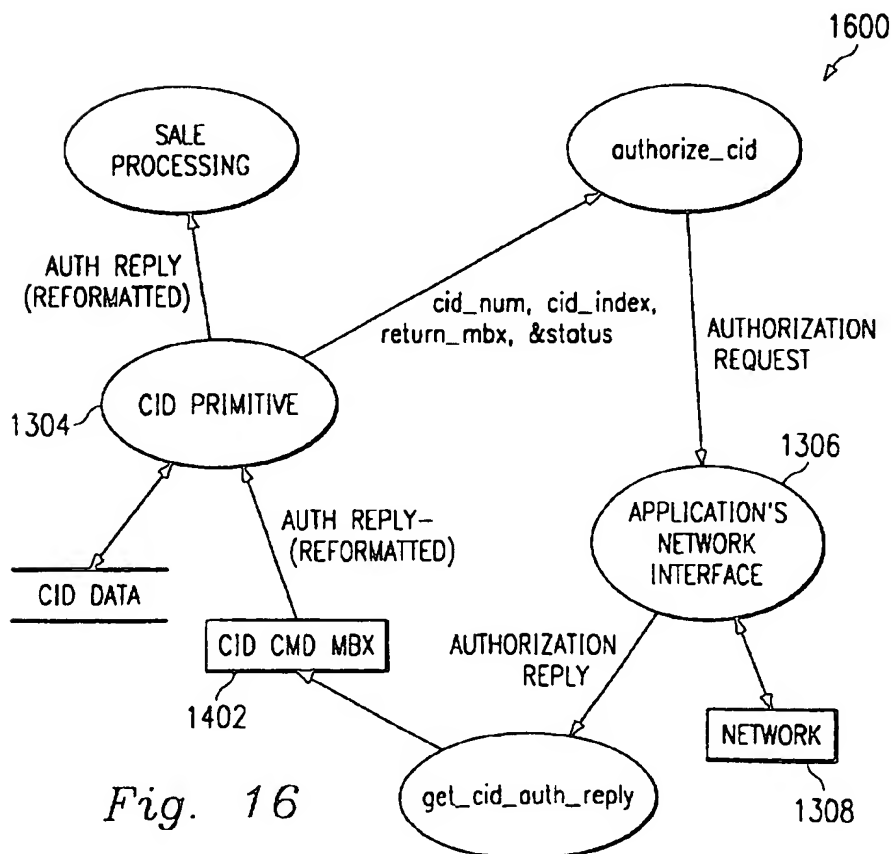 1600
SALE
PROCESSING
authorize_cid
AUTH REPLY
(REFORMATTED)
cid_num, cid_index,
return_mbx, &status
AUTHORIZATION
REQUEST
CID PRIMITIVE
1304
1306
APPLICATION'S
NETWORK
INTERFACE
AUTH REPLY-
(REFORMATTED)
CID DATA
CID CMD MBX
1402
AUTHORIZATION
REPLY
NETWORK
1308
get_cid_auth_reply
Fig. 16